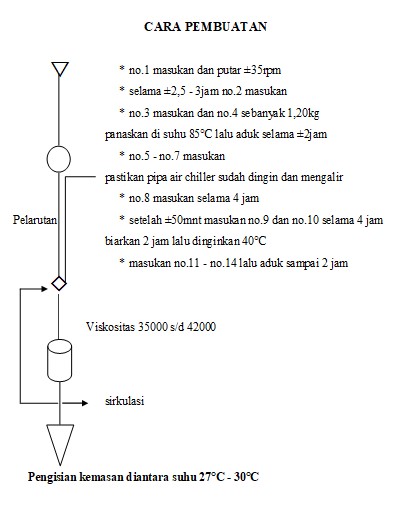 CARA PEMBUATAN
* no.1 masukan dan putar ±35rpm
* selama ±2,5 - 3jam no.2 masukan
* no.3 masukan dan no.4 sebanyak 1,20kg
panaskan di suhu 85°C lalu aduk selama ±2jam
* no.5 - no.7 masukan
pastikan pipa air chiller sudah dingin dan mengalir
* no.8 masukan selama 4 jam
Pelarutan
* setelah ±50mnt masukan no.9 dan no.10 selama 4 jam
biarkan 2 jam lalu dinginkan 40°C
* masukan no.11 - no.14 lalu aduk sampai 2 jam
Viskositas 35000 s/d 42000
sirkulasi
Pengisian kemasan diantara suhu 27°C - 30°C